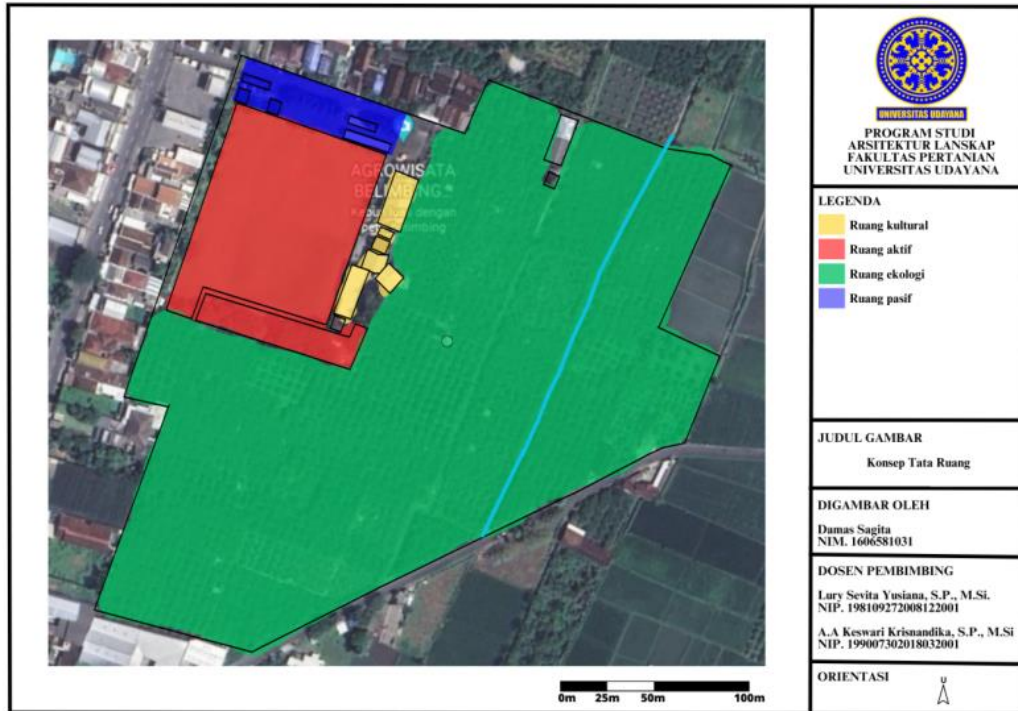 UNIVERSITAS UDAYANA
PROGRAM STUDI
ARSITEKTUR LANSKAP
FAKULTAS PERTANIAN
UNIVERSITAS UDAYANA
LEGENDA
Ruang kultural
Ruang aktif
Ruang ekologi
Ruang pasif
JUDUL GAMBAR
Konsep Tata Ruang
DIGAMBAR OLEH
Damas Sagita
NIM. 1606581031
DOSEN PEMBIMBING
Lury Sevita Yusiana, S.P., M.Si.
NIP. 198109272008122001
A.A Keswari Krisnandika, S.P., M.Si
NIP. 199007302018032001
ORIENTASI
U
AGROWISATA
BELIMBING
dengan
0m 25m 50m 100m